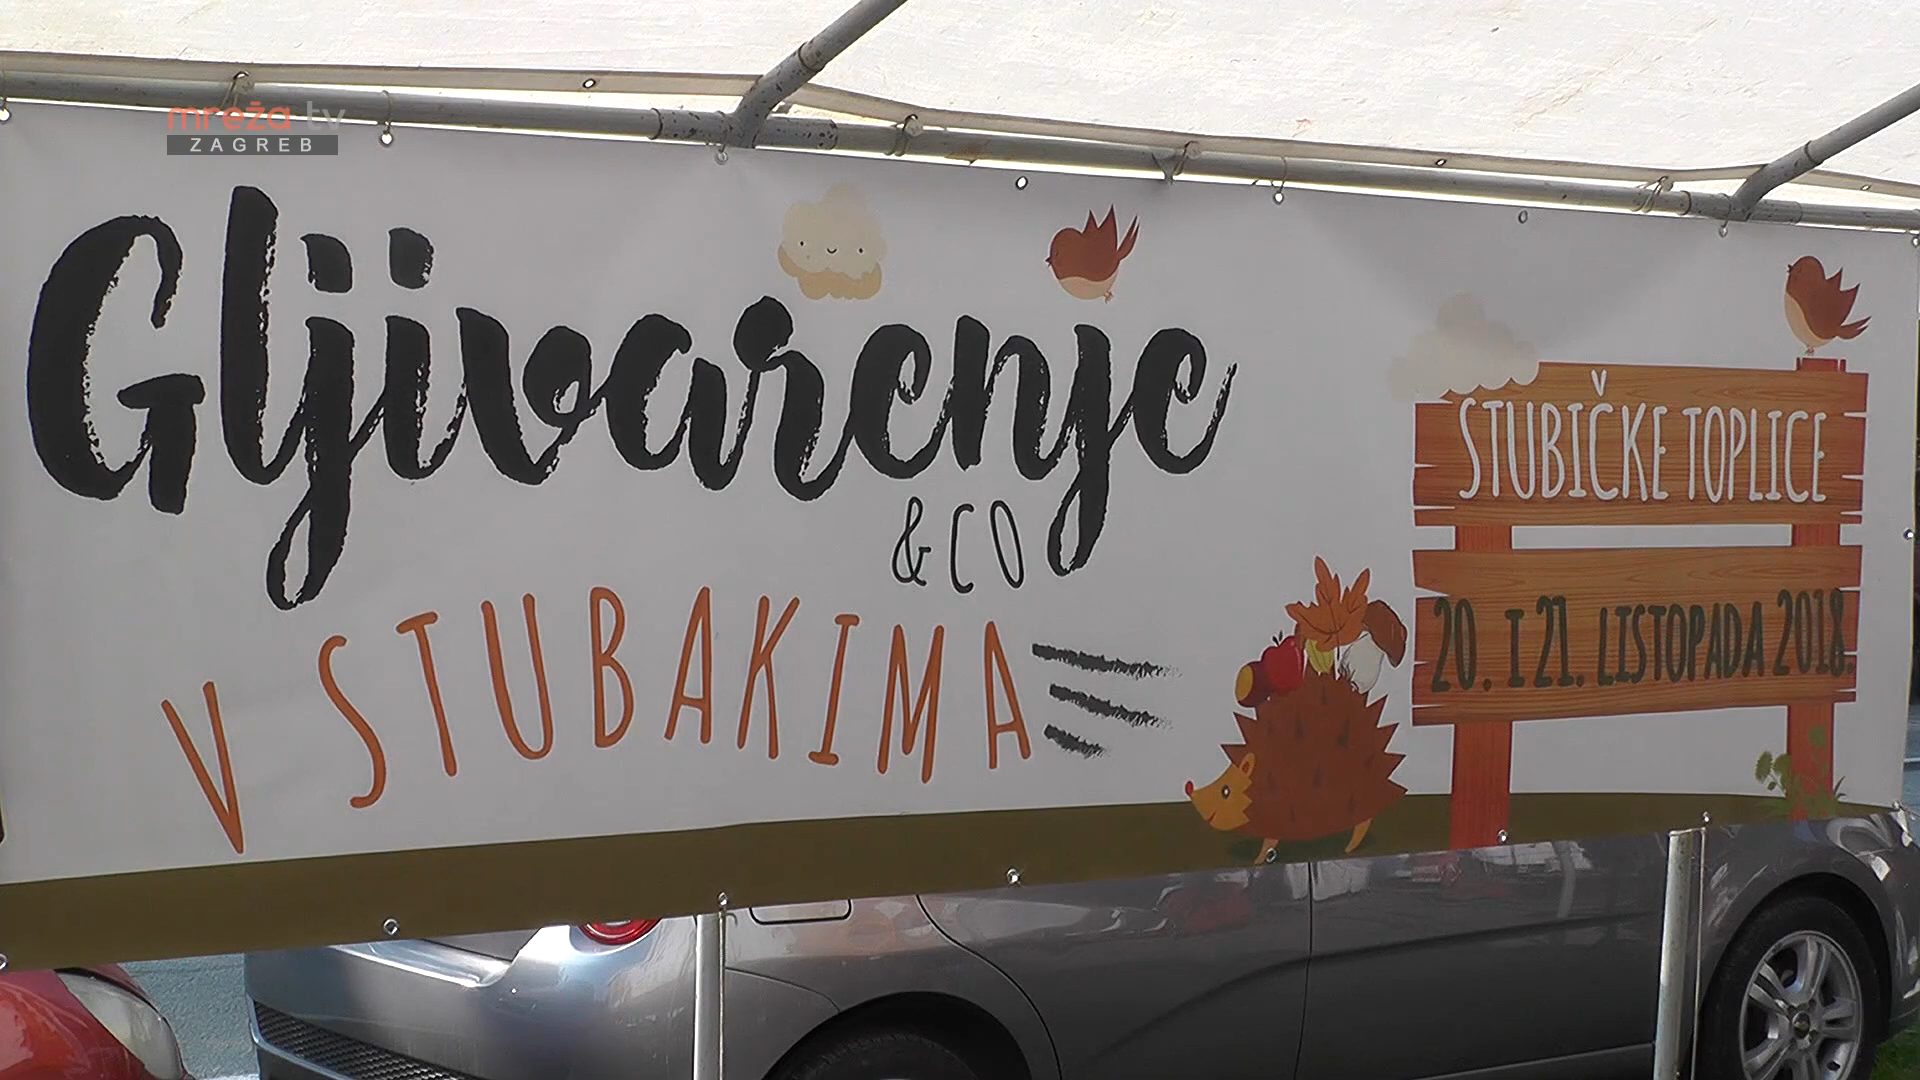 mreža tv
ZAGREB
Gljivarenje
& CO
V STUBAKIMA
STUBIČKE TOPLICE
20. I 21. LISTOPADA 2018.